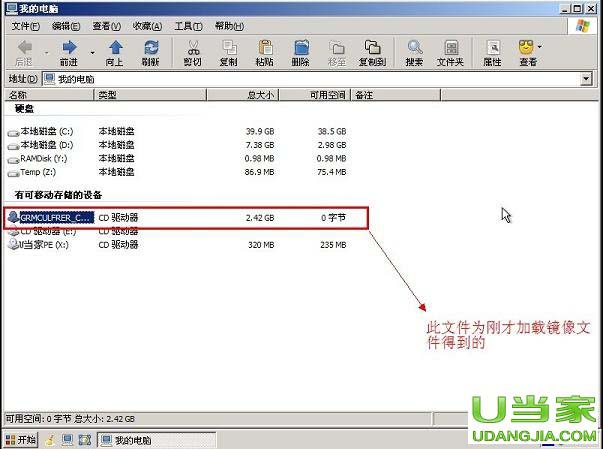 我的电脑
文件(F) 编辑(E) 查看(V) 收藏(A) 工具(T) 帮助(H)
后退 前进 向上 刷新 剪切 复制 粘贴 删除 移至 复制到 搜索 文件夹 属性 查看
地址(D) 我的电脑
名称 类型 总大小 可用空间 备注
硬盘
本地磁盘 (C:) 本地磁盘 39.9 GB 38.5 GB
本地磁盘 (D:) 本地磁盘 7.38 GB 2.98 GB
RAMDisk (Y:) 本地磁盘 0.98 MB 0.98 MB
Temp (Z:) 本地磁盘 86.9 MB 75.4 MB
有可移动存储的设备
GRMCULFRER_C... CD 驱动器 2.42 GB 0 字节
CD 驱动器 (E:) CD 驱动器
U当家PE (X:) CD 驱动器 320 MB 235 MB
此文件为刚才加载镜像文
件得到的
可用空间: 0 字节 总大小: 2.42 GB
U当家
UDANGJIA.COM
开始 我的电脑